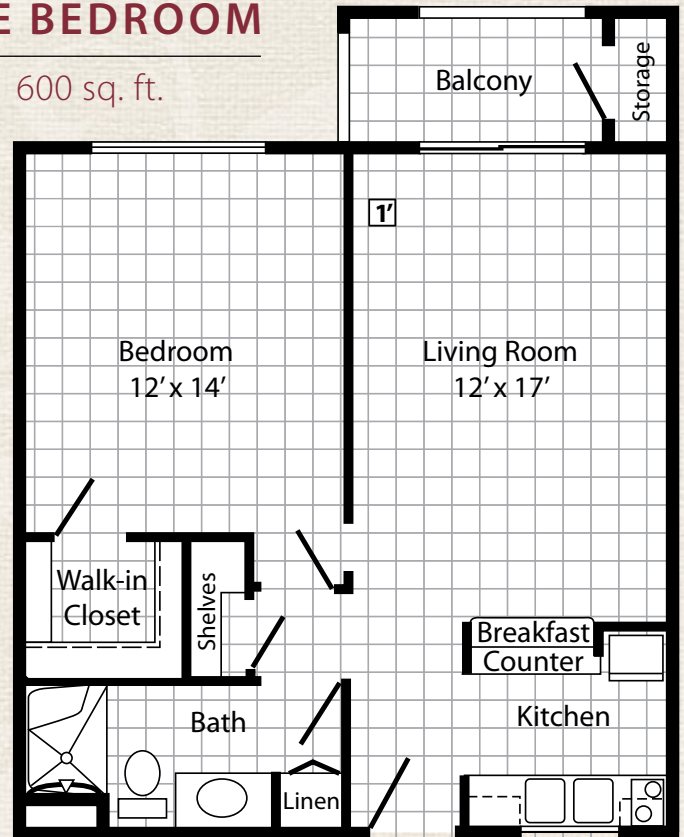 E BEDROOM
600 sq. ft.
Balcony
Storage
1'
Bedroom
12' x 14'
Living Room
12' x 17'
Walk-in
Closet
Shelves
Breakfast
Counter
Bath
Kitchen
Linen